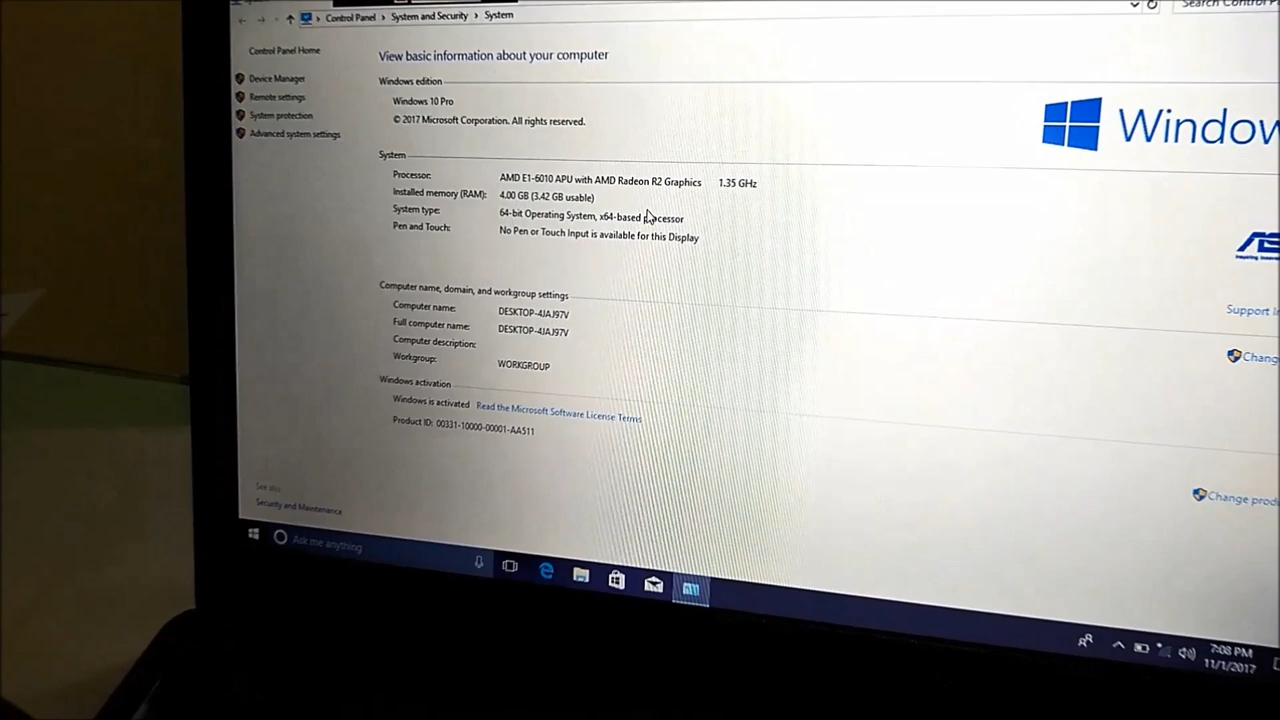 Control Panel > System and Security > System
Search Control
Control Panel Home
Device Manager
Remote settings
System protection
Advanced system settings
View basic information about your computer
Windows edition
Windows 10 Pro
© 2017 Microsoft Corporation. All rights reserved.
Window
System
Processor: AMD E1-6010 APU with AMD Radeon R2 Graphics 1.35 GHz
Installed memory (RAM): 4.00 GB (3.42 GB usable)
System type: 64-bit Operating System, x64-based processor
Pen and Touch: No Pen or Touch Input is available for this Display
Support
Computer name, domain, and workgroup settings
Computer name: DESKTOP-4JAJ97V
Full computer name: DESKTOP-4JAJ97V
Computer description:
Workgroup: WORKGROUP
Chang
Windows activation
Windows is activated Read the Microsoft Software License Terms
Product ID: 00331-10000-00001-AA511
Change prod
See also
Security and Maintenance
Ask me anything
7:08 PM
11/1/2017